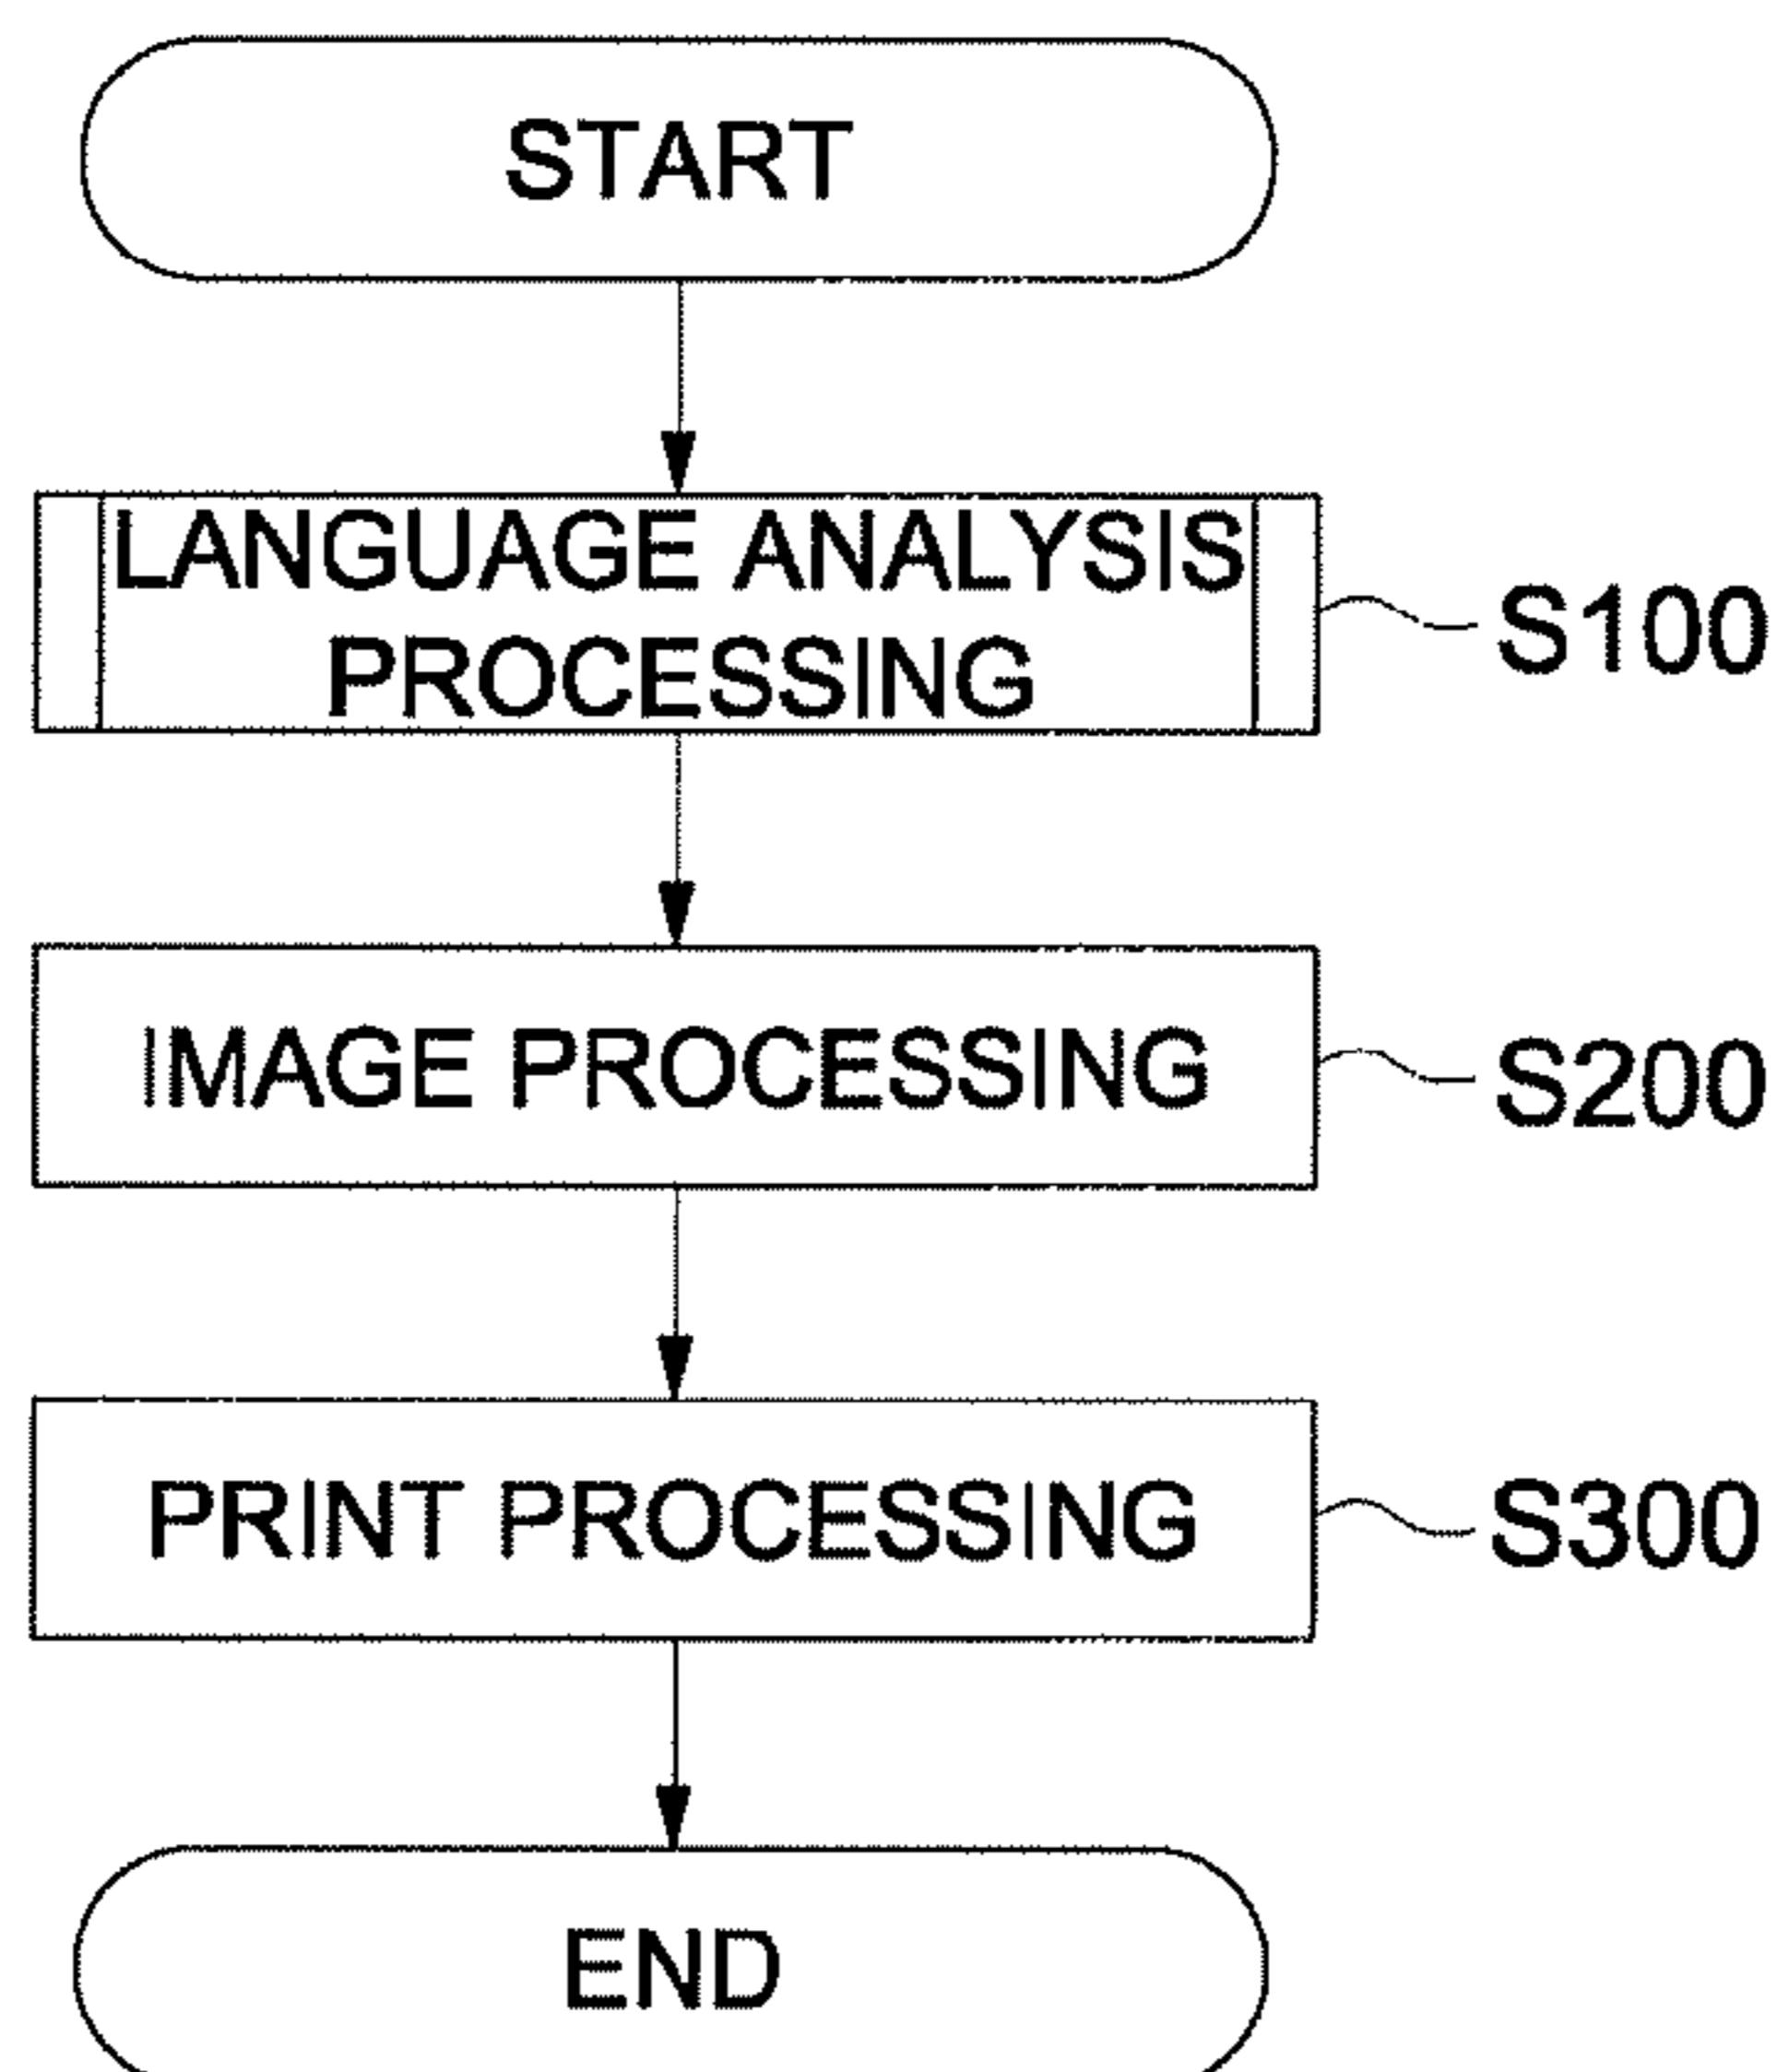 START
LANGUAGE ANALYSIS
PROCESSING
S100
IMAGE PROCESSING
S200
PRINT PROCESSING
S300
END